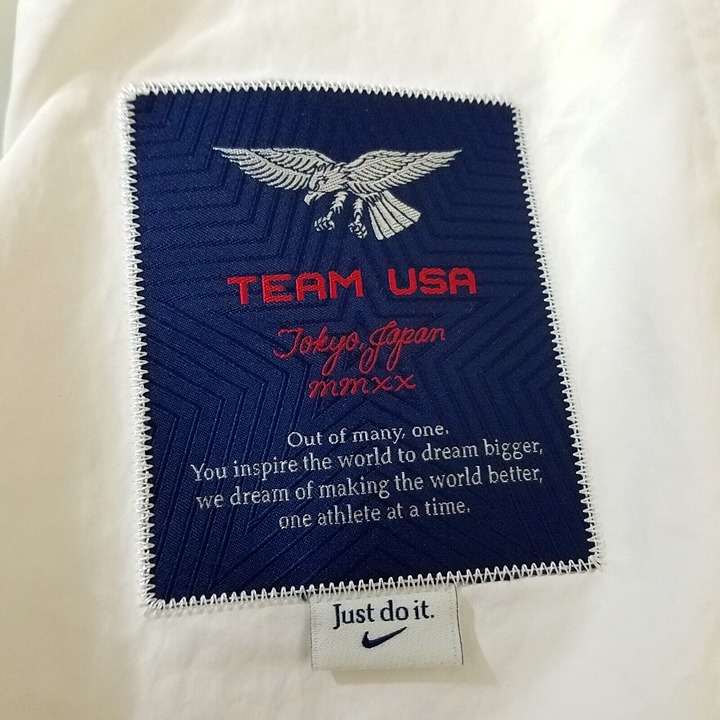 TEAM USA
Tokyo, Japan
mmxx
Out of many, one.
You inspire the world to dream bigger,
we dream of making the world better,
one athlete at a time.
Just do it.